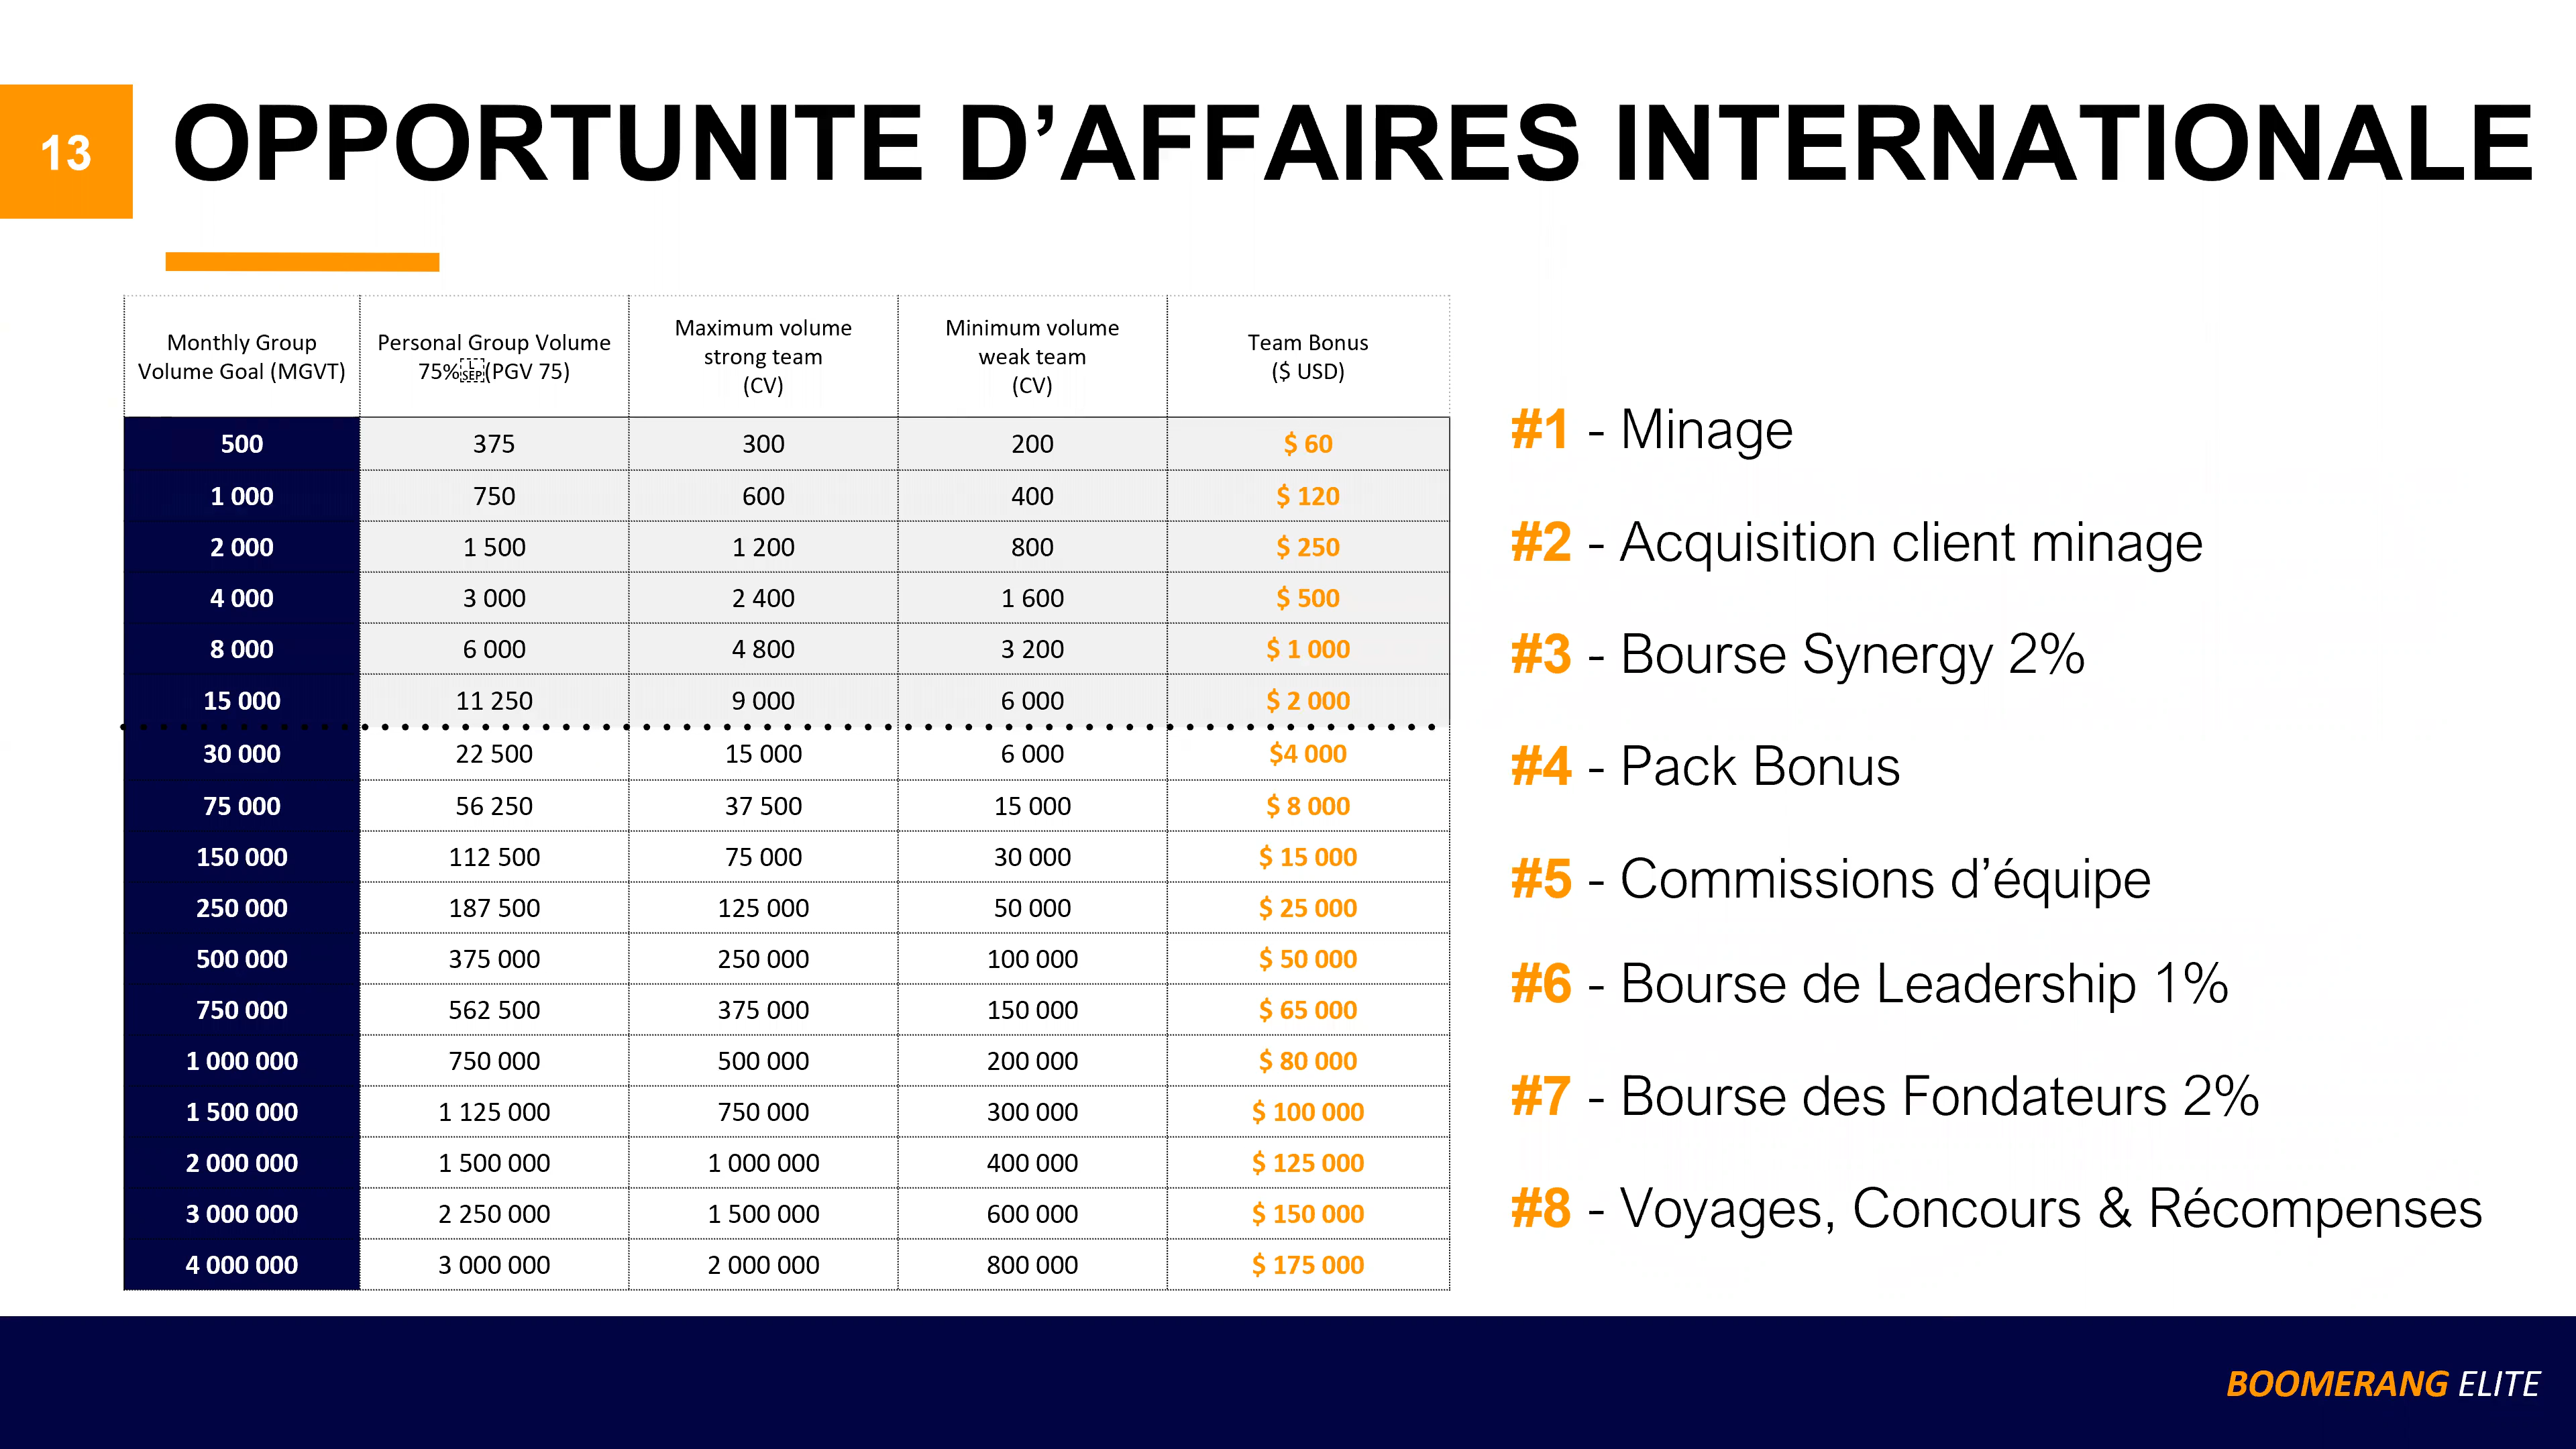 13
OPPORTUNITE D’AFFAIRES INTERNATIONALE
Monthly Group
Volume Goal (MGVT)
Personal Group Volume
75% L SEP (PGV 75)
Maximum volume
strong team
(CV)
Minimum volume
weak team
(CV)
Team Bonus
($ USD)
500 375 300 200 $ 60
1 000 750 600 400 $ 120
2 000 1 500 1 200 800 $ 250
4 000 3 000 2 400 1 600 $ 500
8 000 6 000 4 800 3 200 $ 1 000
15 000 11 250 9 000 6 000 $ 2 000
30 000 22 500 15 000 6 000 $4 000
75 000 56 250 37 500 15 000 $ 8 000
150 000 112 500 75 000 30 000 $ 15 000
250 000 187 500 125 000 50 000 $ 25 000
500 000 375 000 250 000 100 000 $ 50 000
750 000 562 500 375 000 150 000 $ 65 000
1 000 000 750 000 500 000 200 000 $ 80 000
1 500 000 1 125 000 750 000 300 000 $ 100 000
2 000 000 1 500 000 1 000 000 400 000 $ 125 000
3 000 000 2 250 000 1 500 000 600 000 $ 150 000
4 000 000 3 000 000 2 000 000 800 000 $ 175 000
#1 - Minage
#2 - Acquisition client minage
#3 - Bourse Synergy 2%
#4 - Pack Bonus
#5 - Commissions d’équipe
#6 - Bourse de Leadership 1%
#7 - Bourse des Fondateurs 2%
#8 - Voyages, Concours & Récompenses
BOOMERANG ELITE